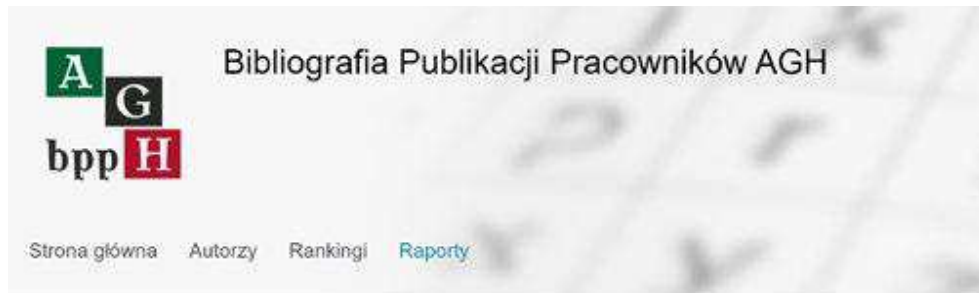 A
G
bpp H
Bibliografia Publikacji Pracowników AGH
Strona główna Autorzy Rankingi Raporty